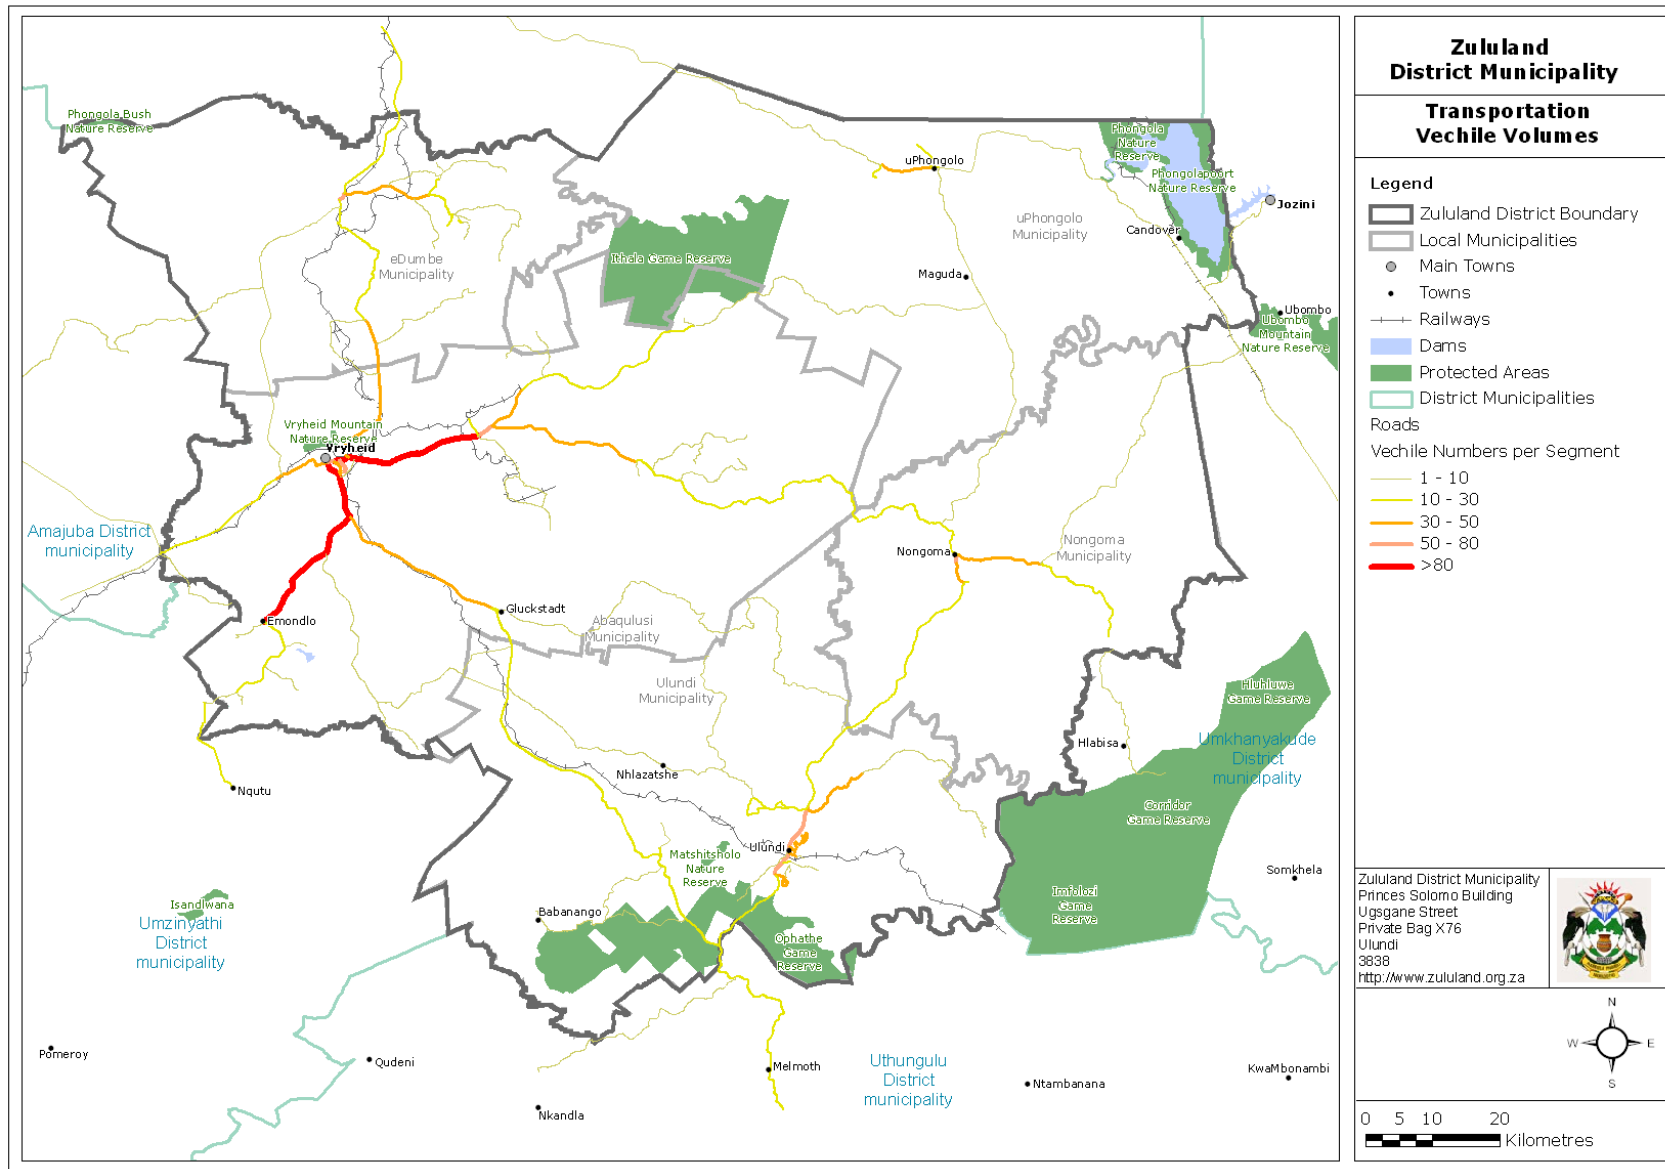 Zululand
District Municipality
Transportation
Vechile Volumes
Legend
Zululand District Boundary
Local Municipalities
Main Towns
Towns
Railways
Dams
Protected Areas
District Municipalities
Roads
Vechile Numbers per Segment
1 - 10
10 - 30
30 - 50
50 - 80
>80
Zululand District Municipality
Princes Solomo Building
Ugsgane Street
Private Bag X76
Ulundi
3838
http://www.zululand.org.za
N
W
E
S
0 5 10 20
Kilometres
Phongola Bush
Nature Reserve
uPhongolo
Phongola
Nature
Reserve
Phongolapoort
Nature Reserve
Jozini
uPhongolo
Municipality
Candover
eDumbe
Municipality
Ithala Game Reserve
Maguda
Ubombo
Ubombo
Mountain
Nature Reserve
Vryheid Mountain
Nature Reserve
Vryheid
Amajuba District
municipality
Nongoma
Nongoma
Municipality
Emondlo
Gluckstadt
Abaqulusi
Municipality
Ulundi
Municipality
Hluhluwe
Game Reserve
Hlabisa
Umkhanyakude
District
municipality
Nhlazatshe
Nqutu
Corridor
Game Reserve
Ulundi
Matshitsholo
Nature
Reserve
Somkhela
Imfolozi
Game
Reserve
Isandlwana
Umzinyathi
District
municipality
Babanango
Ophathe
Game
Reserve
Pomeroy
Qudeni
Melmoth
Uthungulu
District
municipality
Ntambanana
KwaMbonambi
Nkandla